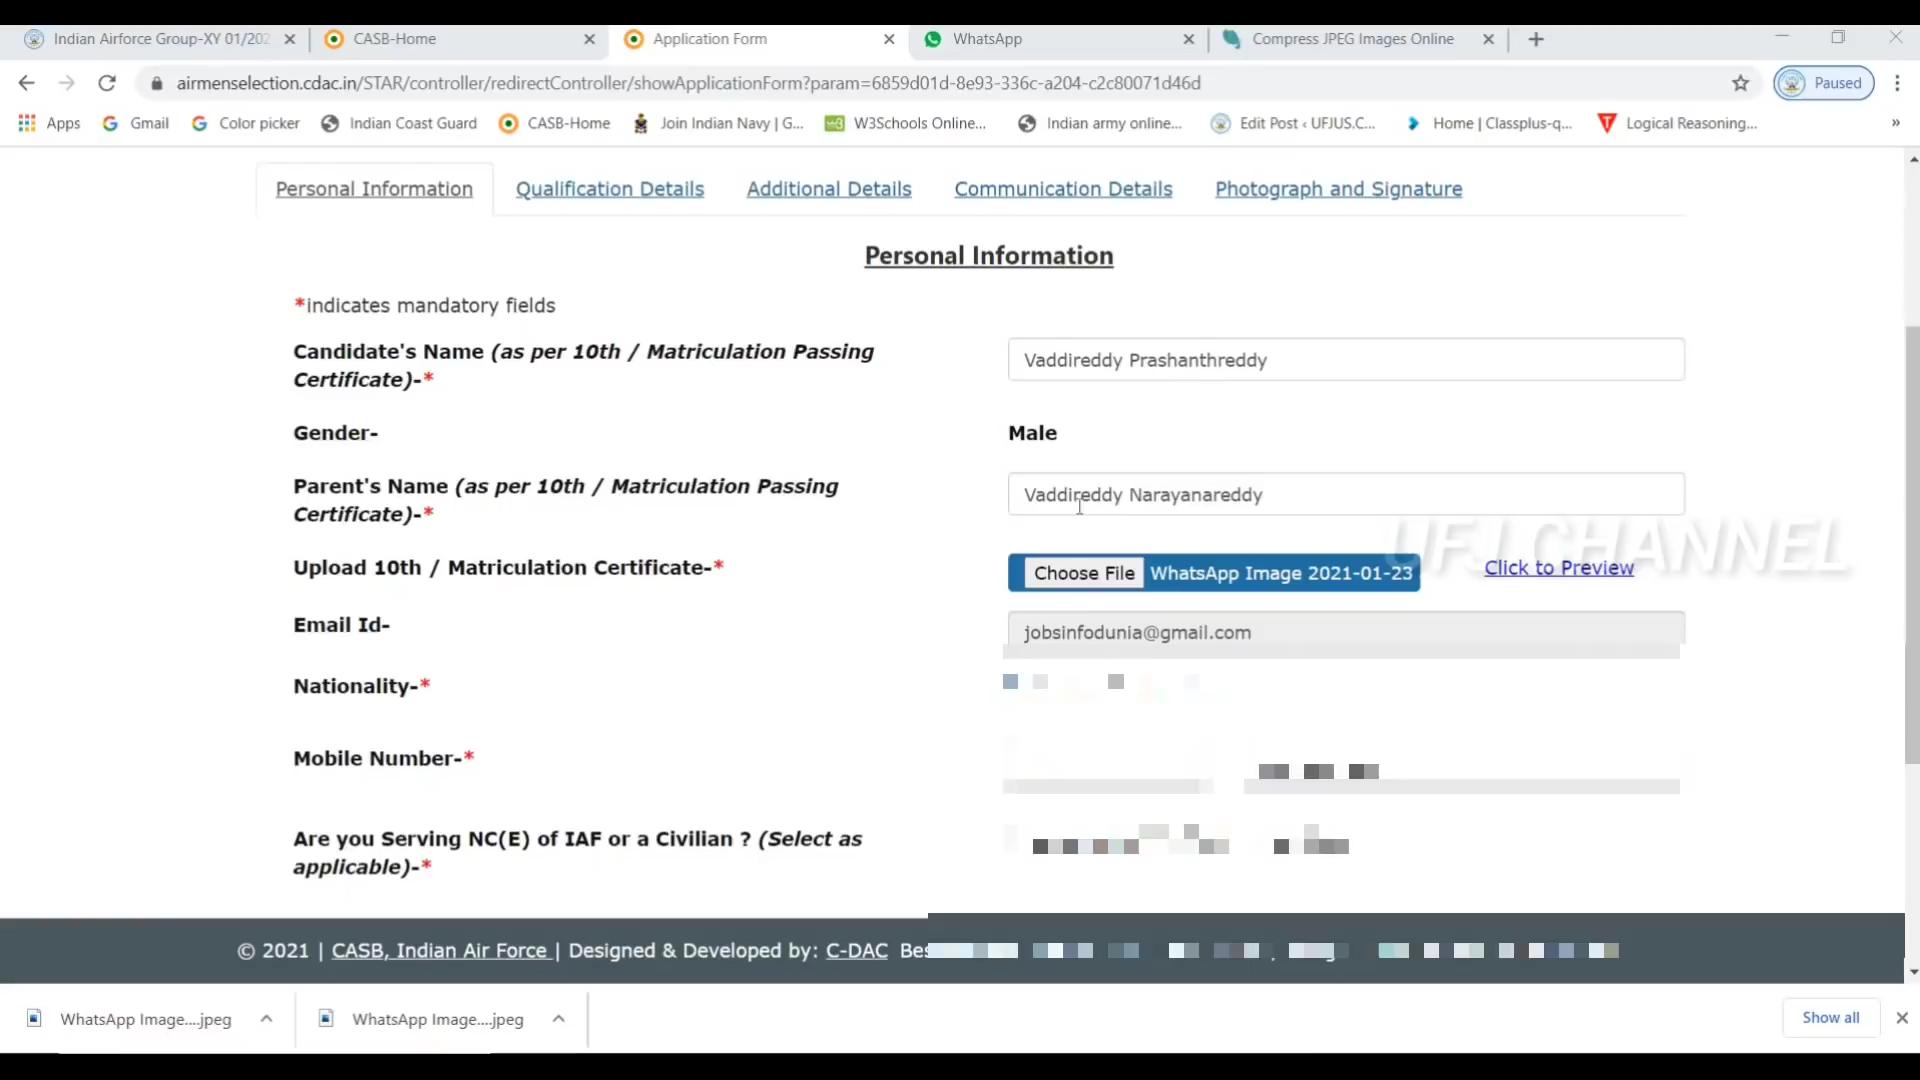 Indian Airforce Group-XY 01/202
CASB-Home
Application Form
WhatsApp
Compress JPEG Images Online
airmenselection.cdac.in/STAR/controller/redirectController/showApplicationForm?param=6859d01d-8e93-336c-a204-c2c80071d46d
Paused
Apps
Gmail
Color picker
Indian Coast Guard
CASB-Home
Join Indian Navy | G...
W3Schools Online...
Indian army online...
Edit Post ‹ UFJUS.C...
Home | Classplus-q...
Logical Reasoning...
»
Personal Information
Qualification Details
Additional Details
Communication Details
Photograph and Signature
Personal Information
*indicates mandatory fields
Candidate's Name (as per 10th / Matriculation Passing
Certificate)-*
Vaddireddy Prashanthreddy
Gender-
Male
Parent's Name (as per 10th / Matriculation Passing
Certificate)-*
Vaddireddy Narayanareddy
UFJ CHANNEL
Upload 10th / Matriculation Certificate-*
Choose File WhatsApp Image 2021-01-23
Click to Preview
Email Id-
jobsinfodunia@gmail.com
Nationality-*
Mobile Number-*
Are you Serving NC(E) of IAF or a Civilian ? (Select as
applicable)-*
© 2021 | CASB, Indian Air Force | Designed & Developed by: C-DAC
WhatsApp Image....jpeg
WhatsApp Image....jpeg
Show all